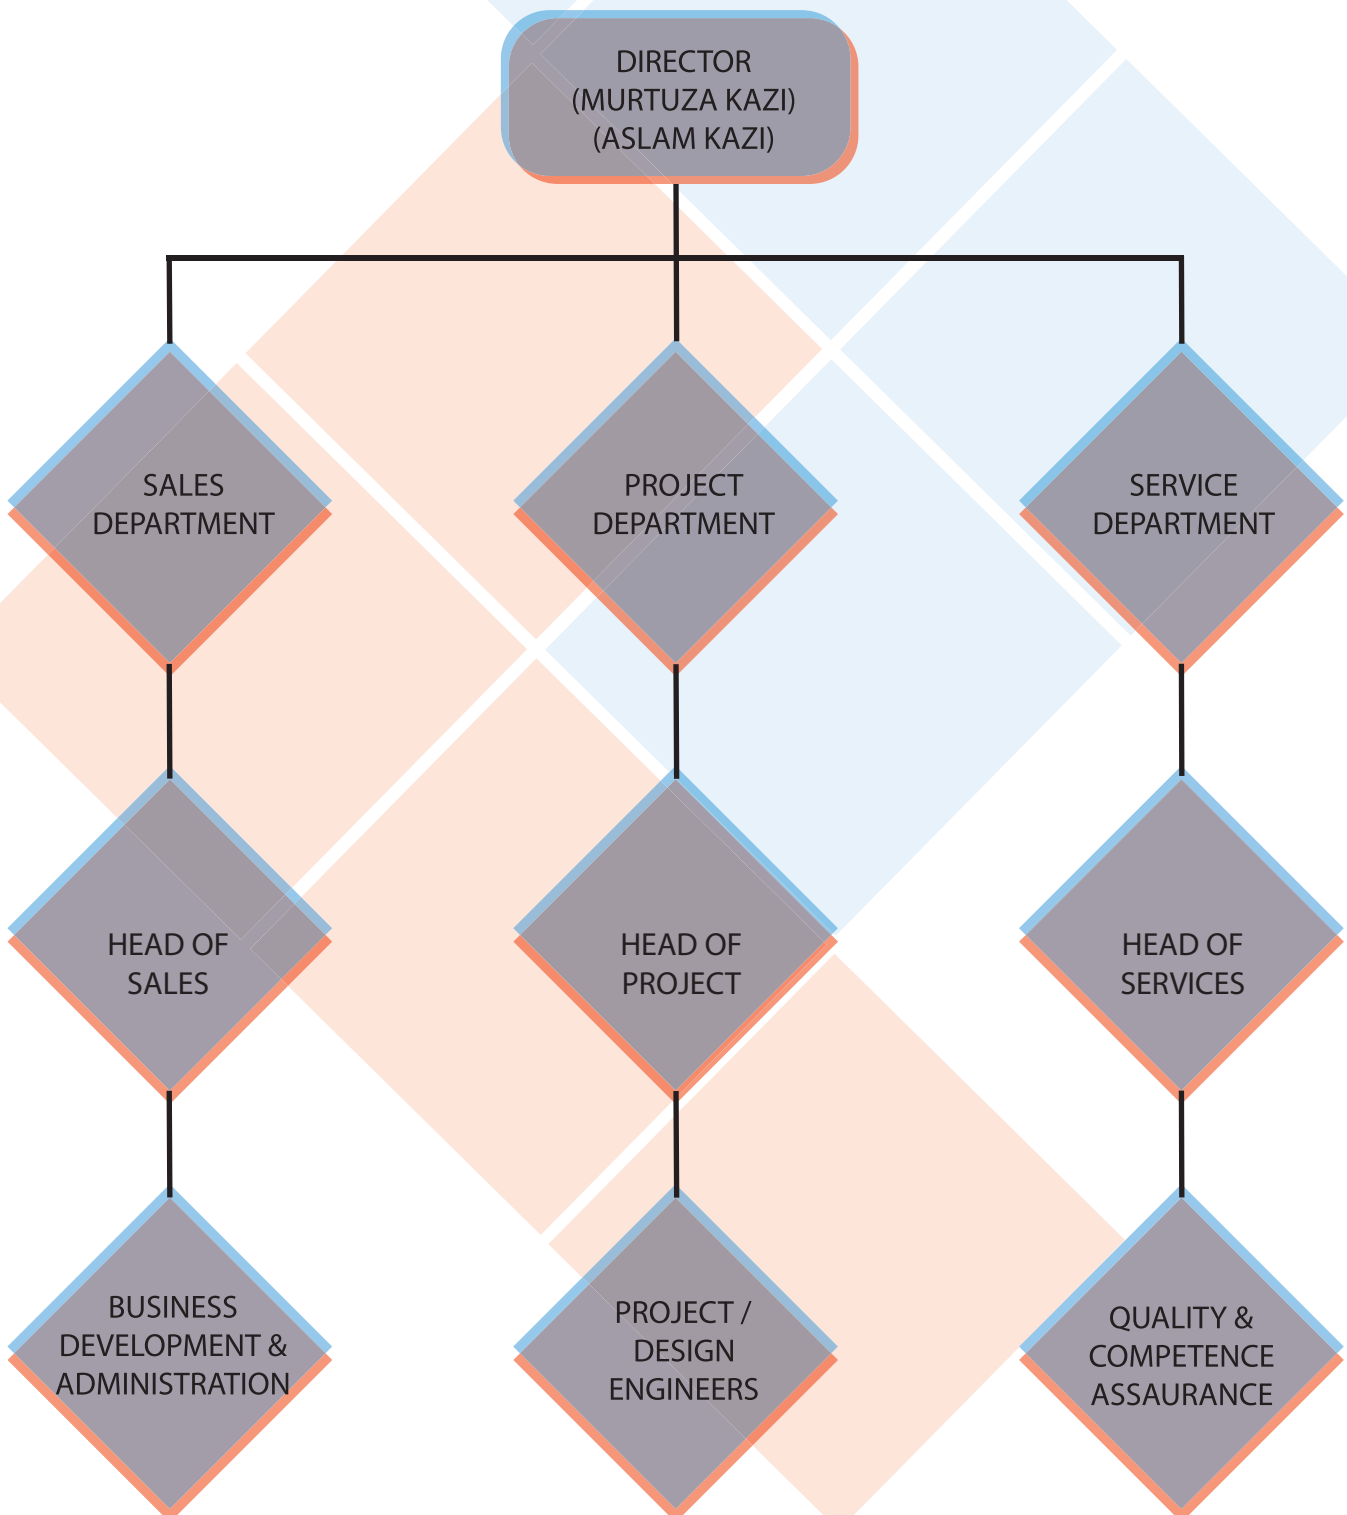 DIRECTOR
(MURTUZA KAZI)
(ASLAM KAZI)
SALES
DEPARTMENT
PROJECT
DEPARTMENT
SERVICE
DEPARTMENT
HEAD OF
SALES
HEAD OF
PROJECT
HEAD OF
SERVICES
BUSINESS
DEVELOPMENT &
ADMINISTRATION
PROJECT /
DESIGN
ENGINEERS
QUALITY &
COMPETENCE
ASSAURANCE